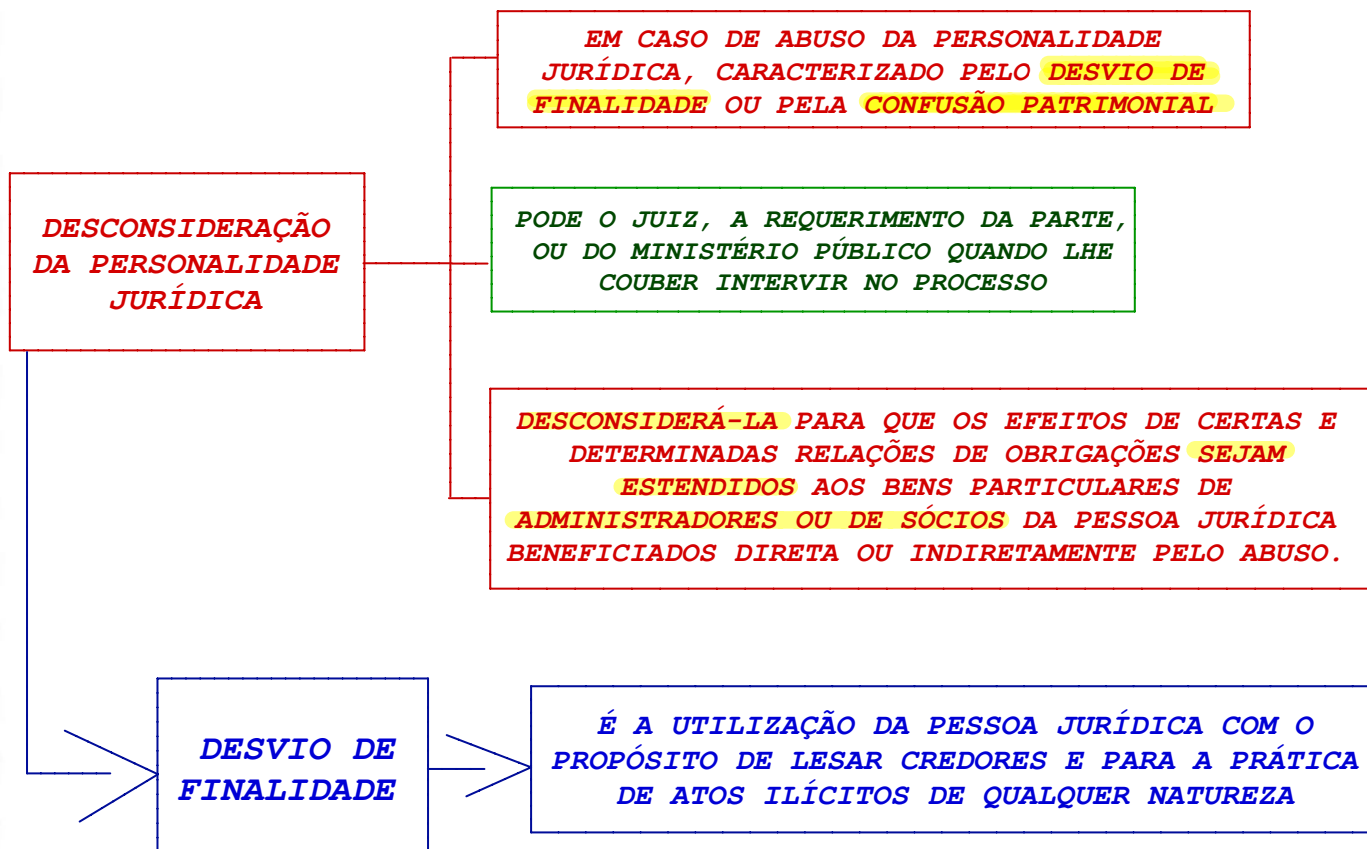 EM CASO DE ABUSO DA PERSONALIDADE
JURÍDICA, CARACTERIZADO PELO DESVIO DE
FINALIDADE OU PELA CONFUSÃO PATRIMONIAL
DESCONSIDERAÇÃO
DA PERSONALIDADE
JURÍDICA
PODE O JUIZ, A REQUERIMENTO DA PARTE,
OU DO MINISTÉRIO PÚBLICO QUANDO LHE
COUBER INTERVIR NO PROCESSO
DESCONSIDERÁ-LA PARA QUE OS EFEITOS DE CERTAS E
DETERMINADAS RELAÇÕES DE OBRIGAÇÕES SEJAM
ESTENDIDOS AOS BENS PARTICULARES DE
ADMINISTRADORES OU DE SÓCIOS DA PESSOA JURÍDICA
BENEFICIADOS DIRETA OU INDIRETAMENTE PELO ABUSO.
DESVIO DE
FINALIDADE
É A UTILIZAÇÃO DA PESSOA JURÍDICA COM O
PROPÓSITO DE LESAR CREDORES E PARA A PRÁTICA
DE ATOS ILÍCITOS DE QUALQUER NATUREZA